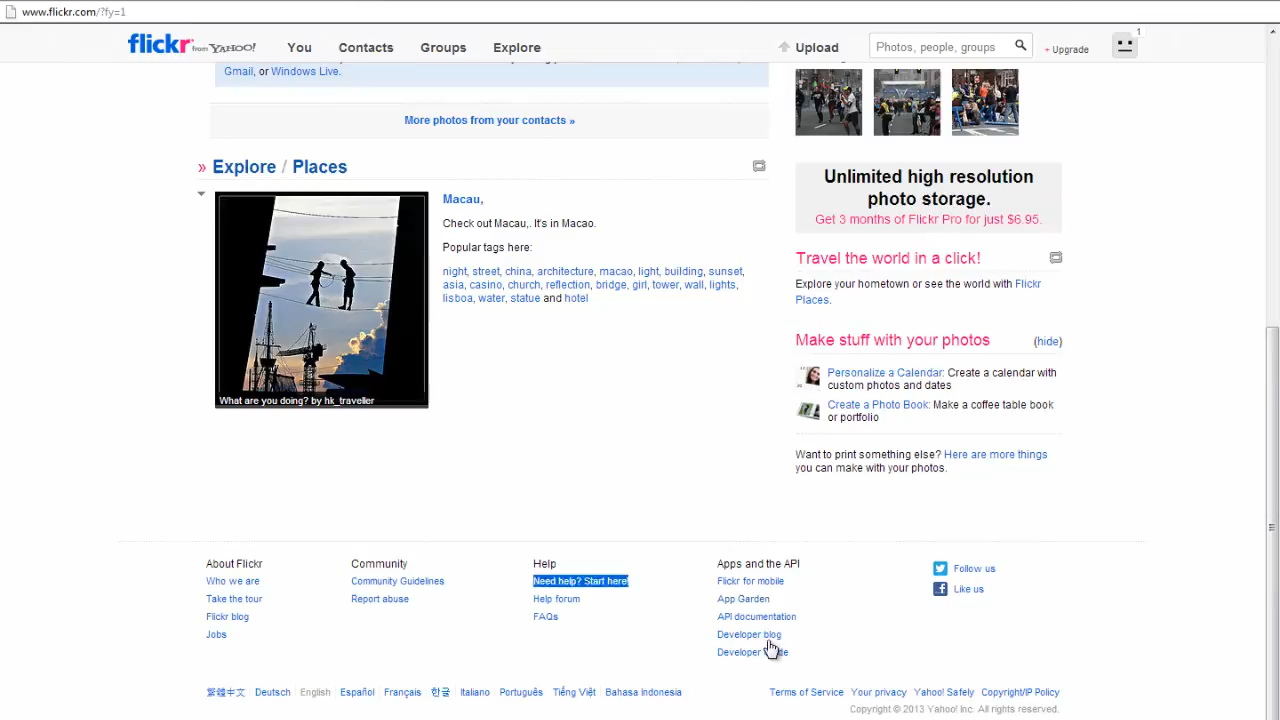 www.flickr.com/?fy=1
flickr from YAHOO! You Contacts Groups Explore Upload Photos, people, groups + Upgrade 1
Gmail, or Windows Live.
More photos from your contacts »
» Explore / Places
Macau,
Check out Macau,. It's in Macao.
Popular tags here:
night, street, china, architecture, macao, light, building, sunset,
asia, casino, church, reflection, bridge, girl, tower, wall, lights,
lisboa, water, statue and hotel
What are you doing? by hk_traveller
Unlimited high resolution
photo storage.
Get 3 months of Flickr Pro for just $6.95.
Travel the world in a click!
Explore your hometown or see the world with Flickr
Places.
Make stuff with your photos (hide)
Personalize a Calendar: Create a calendar with
custom photos and dates
Create a Photo Book: Make a coffee table book
or portfolio
Want to print something else? Here are more things
you can make with your photos.
About Flickr
Who we are
Take the tour
Flickr blog
Jobs
Community
Community Guidelines
Report abuse
Help
Need help? Start here!
Help forum
FAQs
Apps and the API
Flickr for mobile
App Garden
API documentation
Developer blog
Developer
Follow us
Like us
繁體中文 Deutsch English Español Français 한글 Italiano Português Tiếng Việt Bahasa Indonesia
Terms of Service Your privacy Yahoo! Safely Copyright/IP Policy
Copyright © 2013 Yahoo! Inc. All rights reserved.